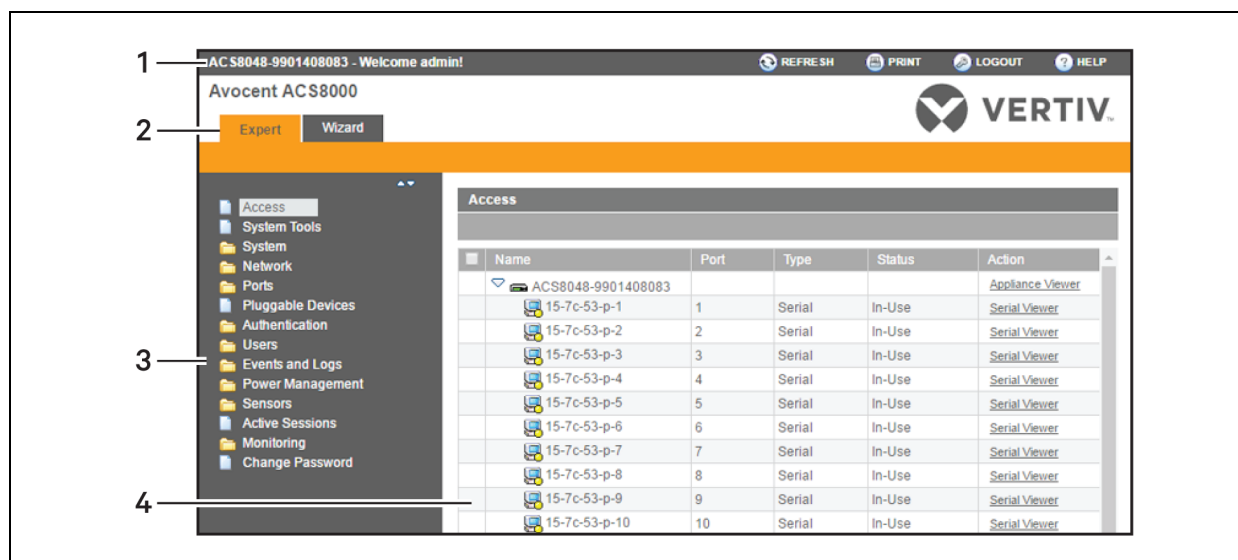 1
ACS8048-9901408083 - Welcome admin!
REFRESH
PRINT
LOGOUT
HELP
Avocent ACS8000
VERTIV™
2
Expert
Wizard
Access
System Tools
System
Network
Ports
Pluggable Devices
Authentication
Users
3
Events and Logs
Power Management
Sensors
Active Sessions
Monitoring
Change Password
Access
Name Port Type Status Action
ACS8048-9901408083 Appliance Viewer
15-7c-53-p-1 1 Serial In-Use Serial Viewer
15-7c-53-p-2 2 Serial In-Use Serial Viewer
15-7c-53-p-3 3 Serial In-Use Serial Viewer
15-7c-53-p-4 4 Serial In-Use Serial Viewer
15-7c-53-p-5 5 Serial In-Use Serial Viewer
15-7c-53-p-6 6 Serial In-Use Serial Viewer
15-7c-53-p-7 7 Serial In-Use Serial Viewer
15-7c-53-p-8 8 Serial In-Use Serial Viewer
4
15-7c-53-p-9 9 Serial In-Use Serial Viewer
15-7c-53-p-10 10 Serial In-Use Serial Viewer